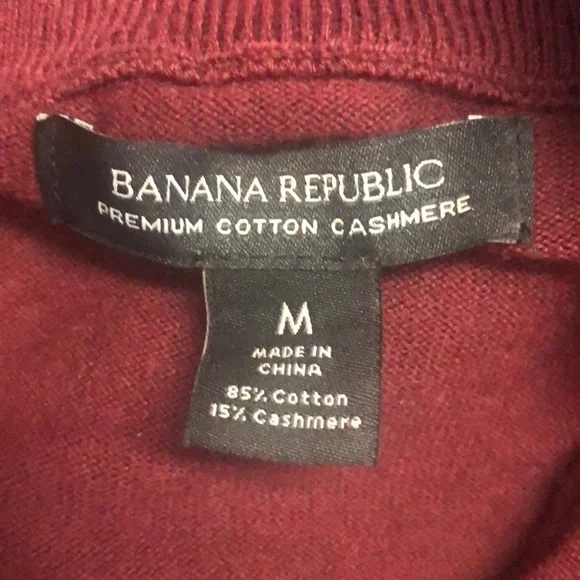 BANANA REPUBLIC
PREMIUM COTTON CASHMERE
M
MADE IN
CHINA
85% Cotton
15% Cashmere